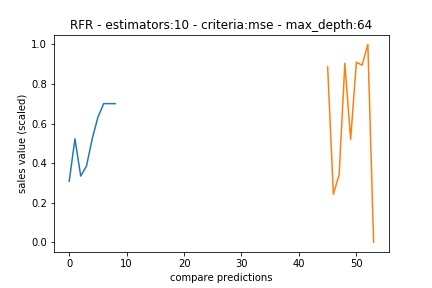 RFR - estimators:10 - criteria:mse - max_depth:64
1.0
0.8
0.6
0.4
0.2
0.0
sales value (scaled)
0 10 20 30 40 50
compare predictions